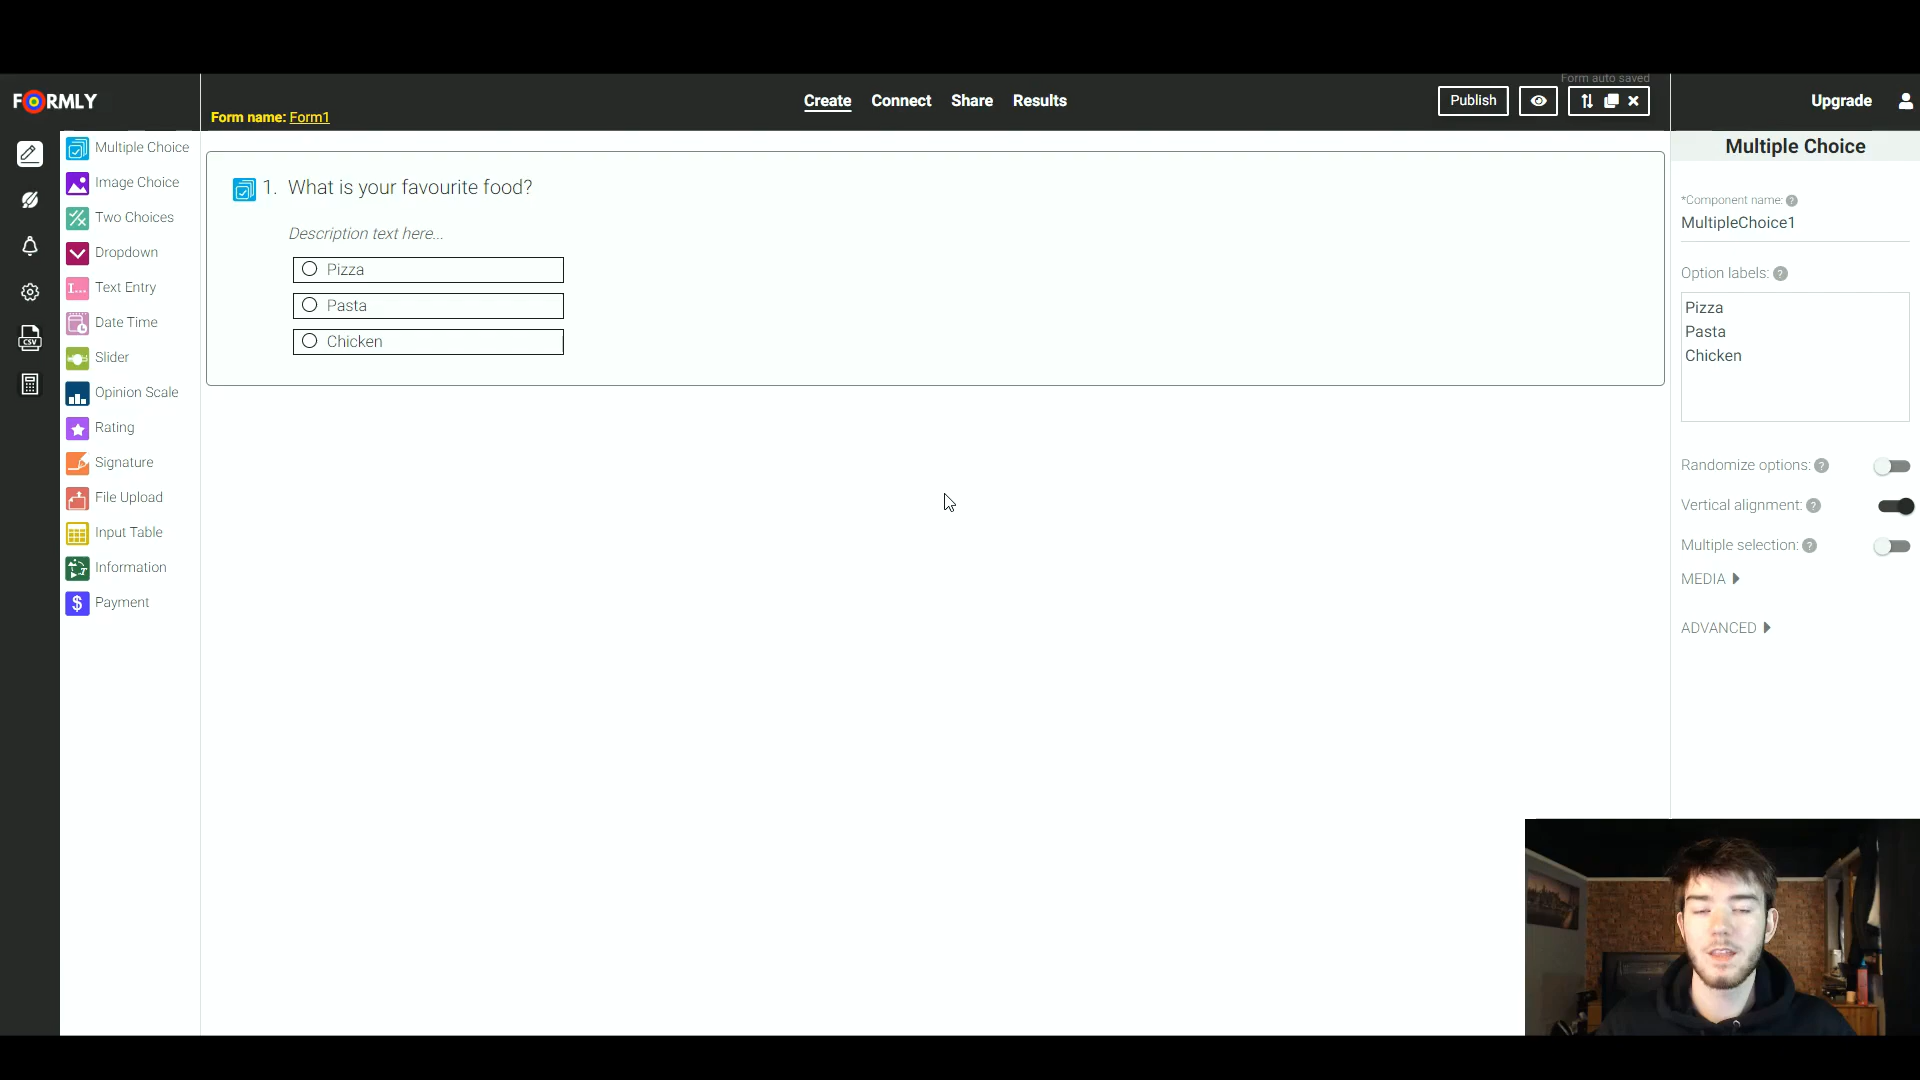 FORMLY
Form name: Form1
Create
Connect
Share
Results
Form auto saved
Publish
Upgrade
CSV
Multiple Choice
Image Choice
Two Choices
Dropdown
I... Text Entry
Date Time
Slider
Opinion Scale
Rating
Signature
File Upload
Input Table
Information
$ Payment
1. What is your favourite food?
Description text here...
Pizza
Pasta
Chicken
Multiple Choice
*Component name: ?
MultipleChoice1
Option labels: ?
Pizza
Pasta
Chicken
Randomize options: ?
Vertical alignment: ?
Multiple selection: ?
MEDIA
ADVANCED